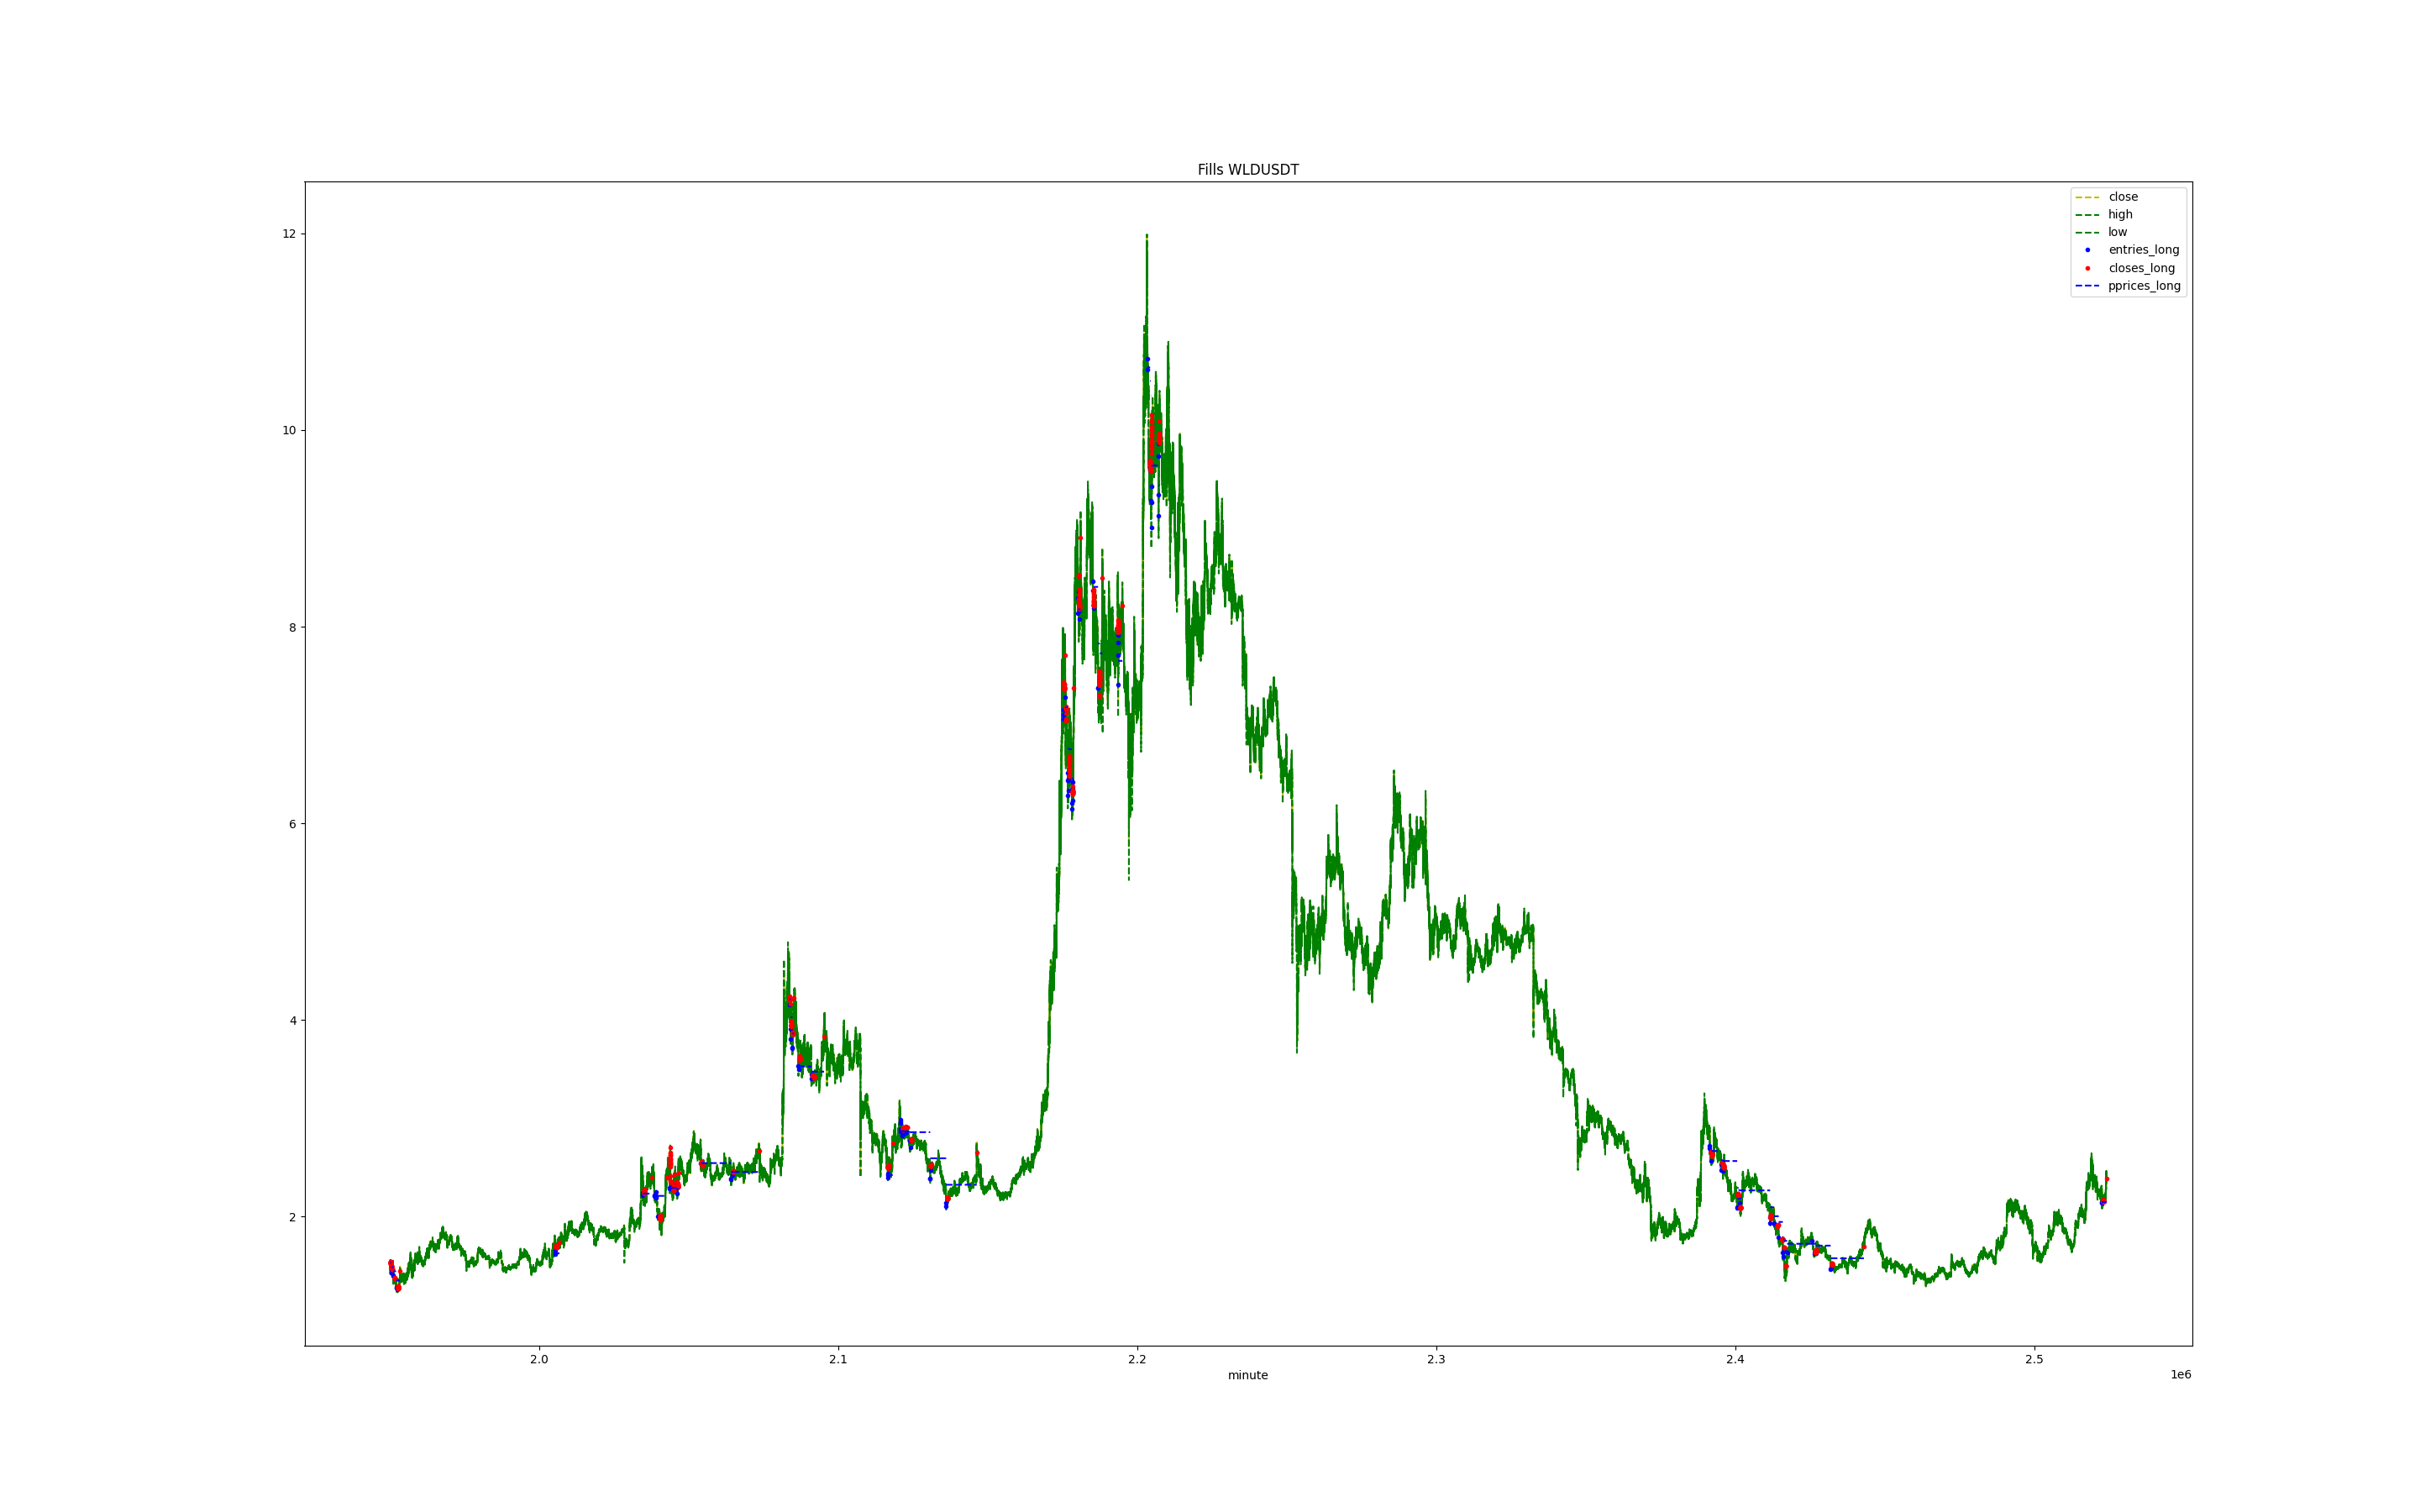 Fills WLDUSDT
close
high
low
entries_long
closes_long
pprices_long
12
10
8
6
4
2
2.0 2.1 2.2 2.3 2.4 2.5
minute
1e6